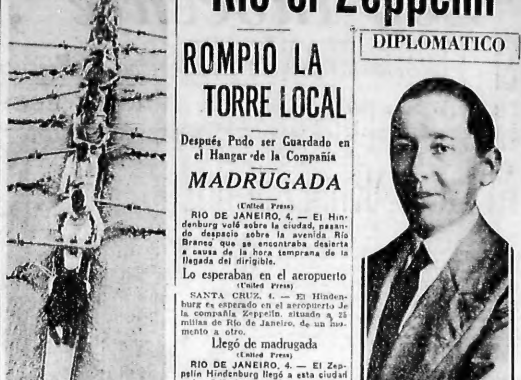 Río el Zeppelin
ROMPIO LA
TORRE LOCAL
Después Pudo ser Guardado en
el Hangar de la Compañía
MADRUGADA
(United Press)
RIO DE JANEIRO, 4. — El Hin-
denburg voló sobre la ciudad, pasan-
do despacio sobre la avenida Río
Branco que se encontraba desierta
a causa de la hora temprana de la
llegada del dirigible.
Lo esperaban en el aeropuerto
(United Press)
SANTA CRUZ, 4. — El Hinden-
burg es esperado en el aeropuerto de
la compañía Zeppelin, situado a 25
millas de Río de Janeiro, de un mo-
mento a otro.
Llegó de madrugada
(United Press)
RIO DE JANEIRO, 4. — El Zep-
pelin Hindenburg llegó a esta ciudad
DIPLOMATICO